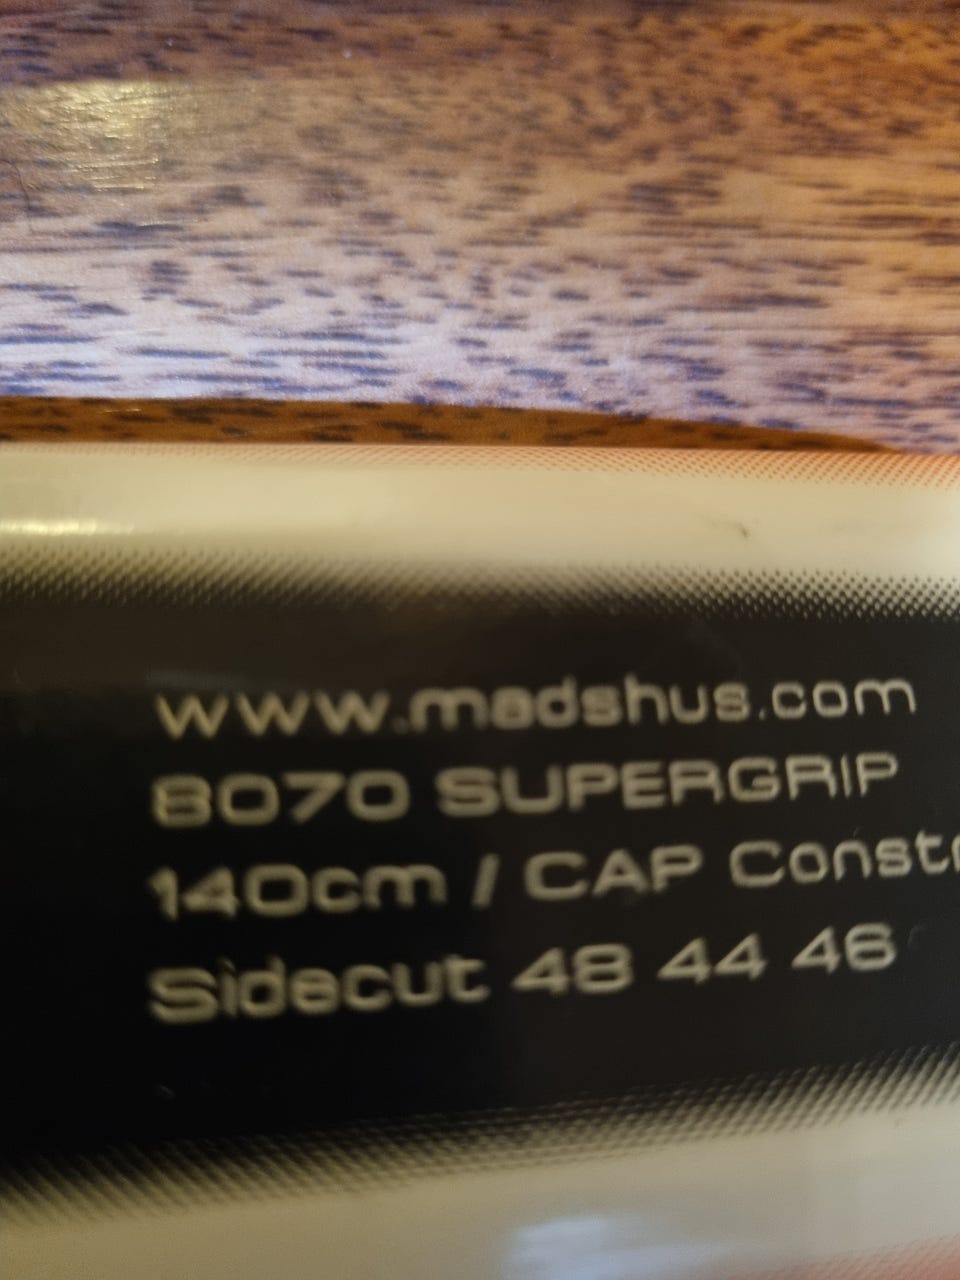 www.madshus.com
8070 SUPERGRIP
140cm / CAP
Sidecut 48 44 46